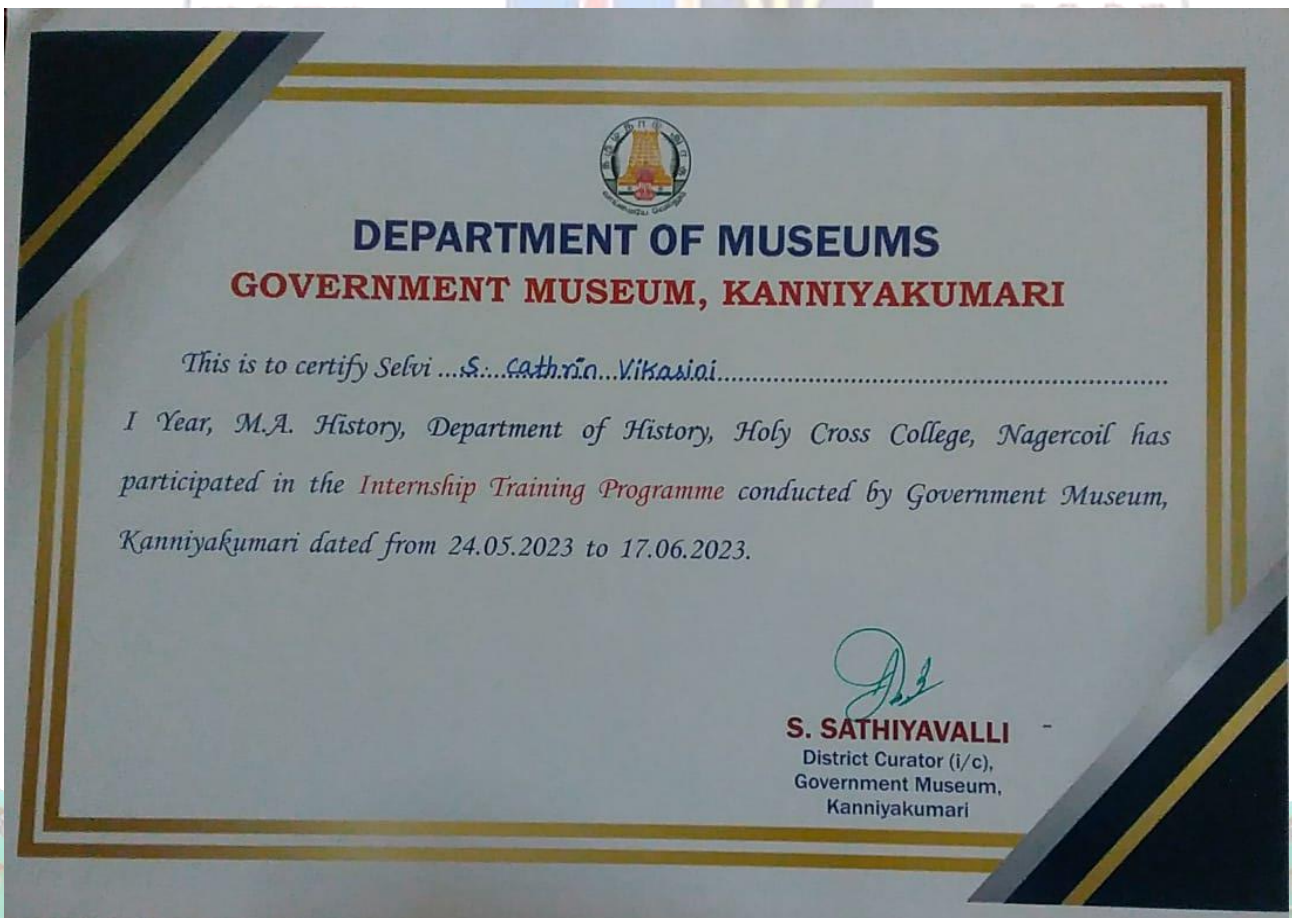 DEPARTMENT OF MUSEUMS
GOVERNMENT MUSEUM, KANNIYAKUMARI
This is to certify Selvi ...S....Cathrin...Vikasini...
I Year, M.A. History, Department of History, Holy Cross College, Nagercoil has
participated in the Internship Training Programme conducted by Government Museum,
Kanniyakumari dated from 24.05.2023 to 17.06.2023.
S. SATHIYAVALLI
District Curator (i/c),
Government Museum,
Kanniyakumari